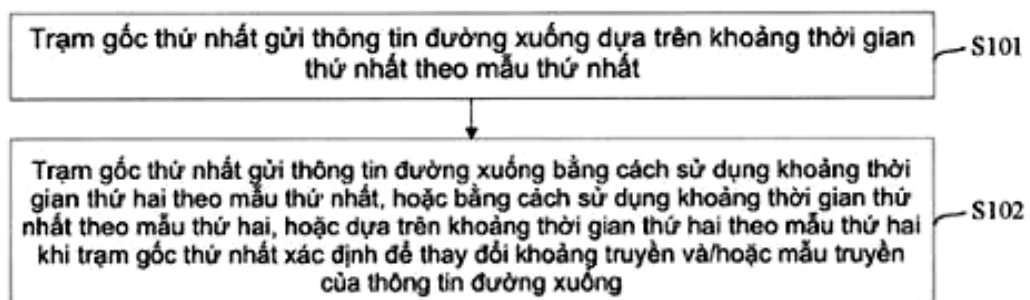 Trạm gốc thứ nhất gửi thông tin đường xuống dựa trên khoảng thời gian
thứ nhất theo mẫu thứ nhất
S101
Trạm gốc thứ nhất gửi thông tin đường xuống bằng cách sử dụng khoảng thời
gian thứ hai theo mẫu thứ nhất, hoặc bằng cách sử dụng khoảng thời gian thứ
nhất theo mẫu thứ hai, hoặc dựa trên khoảng thời gian thứ hai theo mẫu thứ hai
khi trạm gốc thứ nhất xác định để thay đổi khoảng truyền và/hoặc mẫu truyền
của thông tin đường xuống
S102